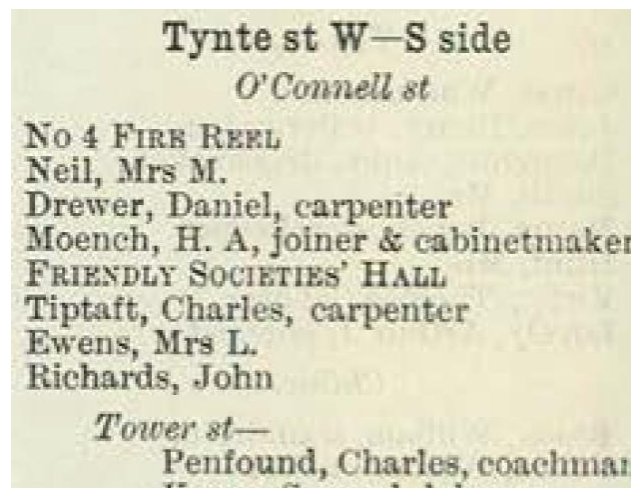 Tynte st W—S side
O'Connell st
No 4 FIRE REEL
Neil, Mrs M.
Drewer, Daniel, carpenter
Moench, H. A, joiner & cabinetmaker
FRIENDLY SOCIETIES' HALL
Tiptaft, Charles, carpenter
Ewens, Mrs L.
Richards, John
Tower st—
Penfound, Charles, coachman